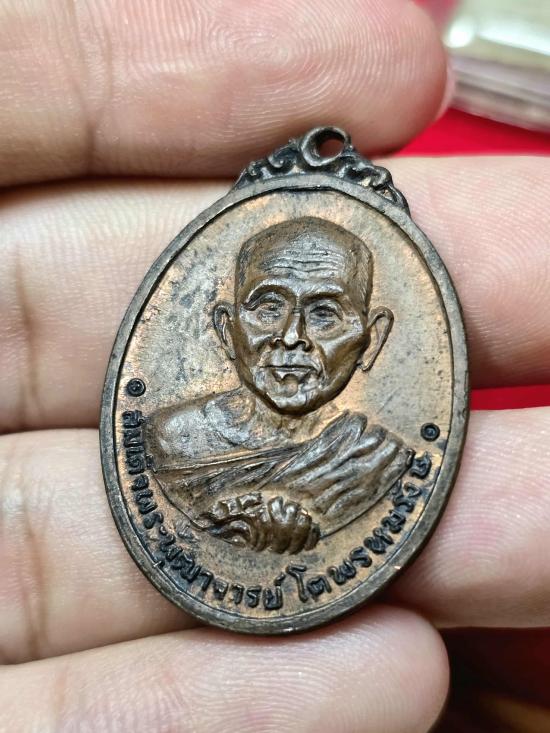 สมเด็จพระพุฒาจารย์ โต พรหมรังษี